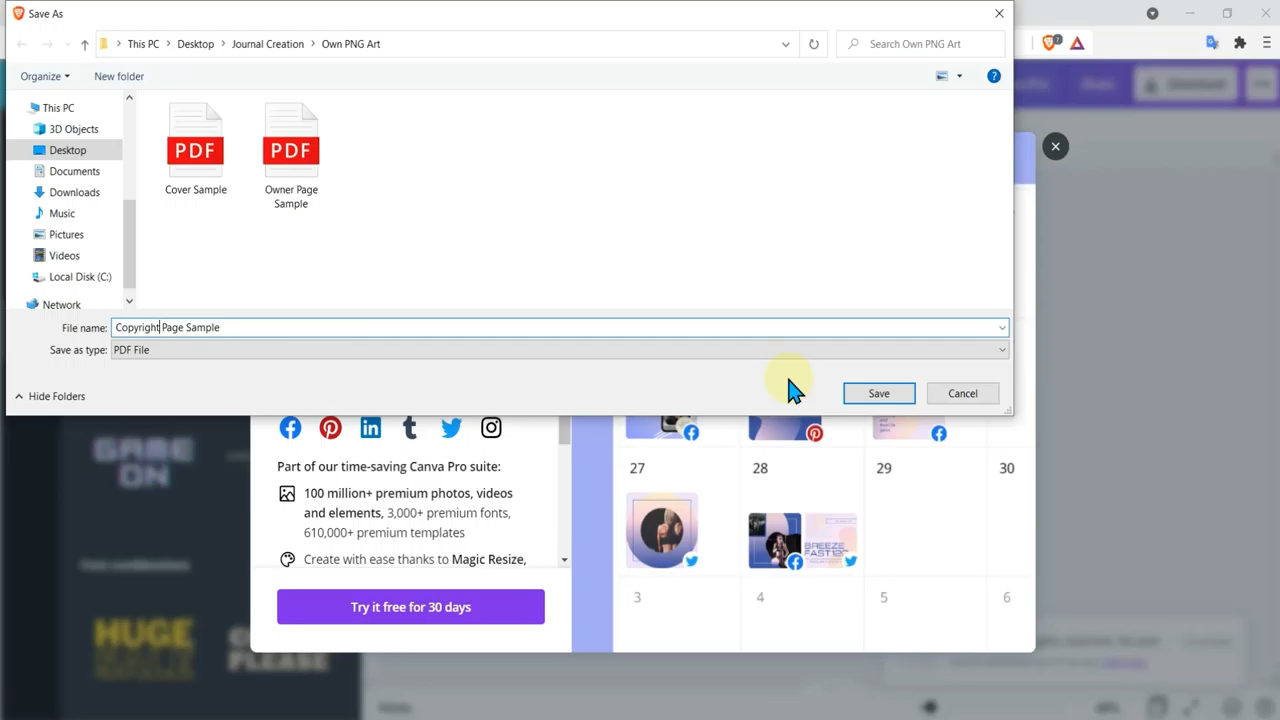 Save As
This PC
Desktop
Journal Creation
Own PNG Art
Search Own PNG Art
Organize
New folder
This PC
3D Objects
Desktop
Documents
Downloads
Music
Pictures
Videos
Local Disk (C:)
Network
PDF
PDF
Cover Sample
Owner Page
Sample
File name:
Copyright Page Sample
Save as type:
PDF File
Hide Folders
Save
Cancel
Part of our time-saving Canva Pro suite:
100 million+ premium photos, videos
and elements, 3,000+ premium fonts,
610,000+ premium templates
Create with ease thanks to Magic Resize,
Try it free for 30 days
27
28
29
30
BREEZE
3
4
5
6
GAME
ON
HUGE
PLEASE